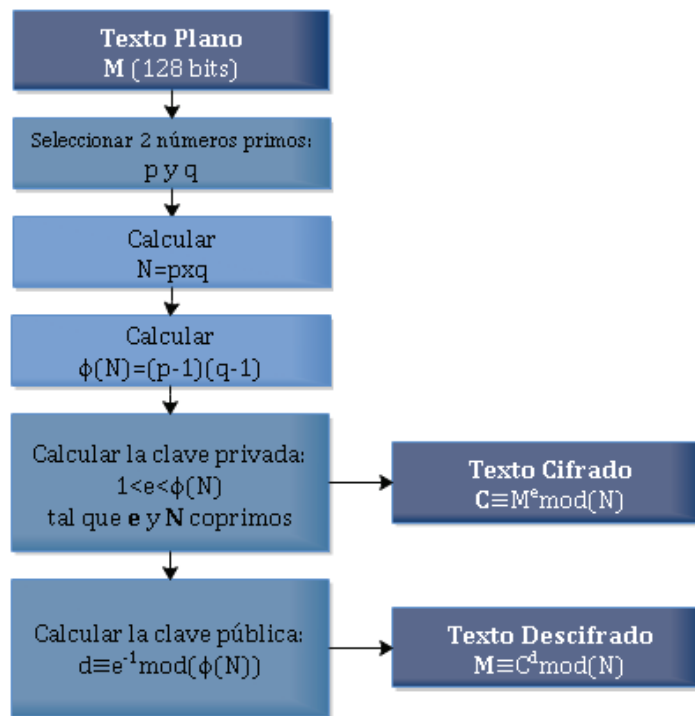 Texto Plano
M (128 bits)
Seleccionar 2 números primos:
p y q
Calcular
N=pxq
Calcular
ϕ(N)=(p-1)(q-1)
Calcular la clave privada:
1<e<ϕ(N)
tal que e y N coprimos
Texto Cifrado
C≡Mᵉmod(N)
Calcular la clave pública:
d≡e⁻¹mod(ϕ(N))
Texto Descifrado
M≡Cᵈmod(N)